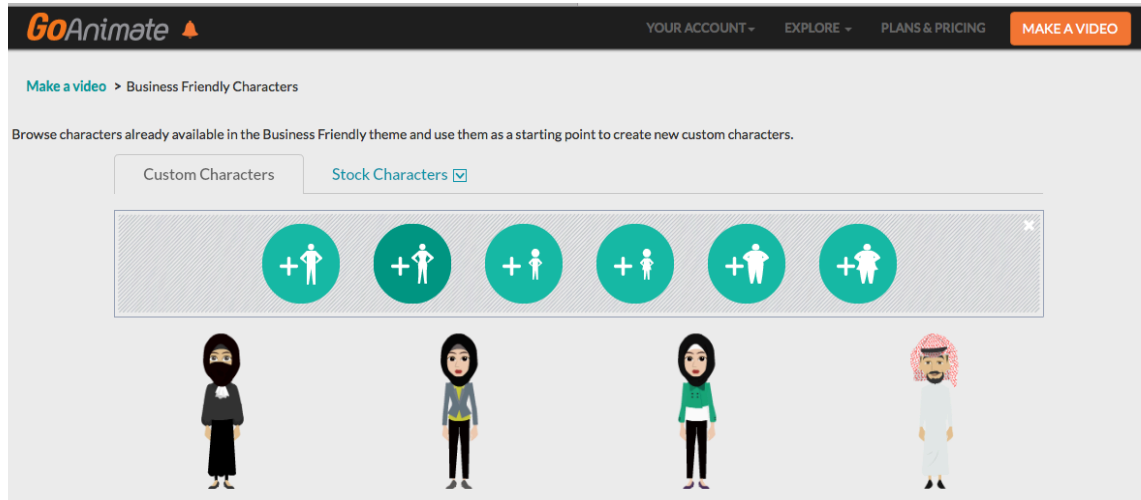 GoAnimate
YOUR ACCOUNT EXPLORE PLANS & PRICING MAKE A VIDEO
Make a video > Business Friendly Characters
Browse characters already available in the Business Friendly theme and use them as a starting point to create new custom characters.
Custom Characters Stock Characters